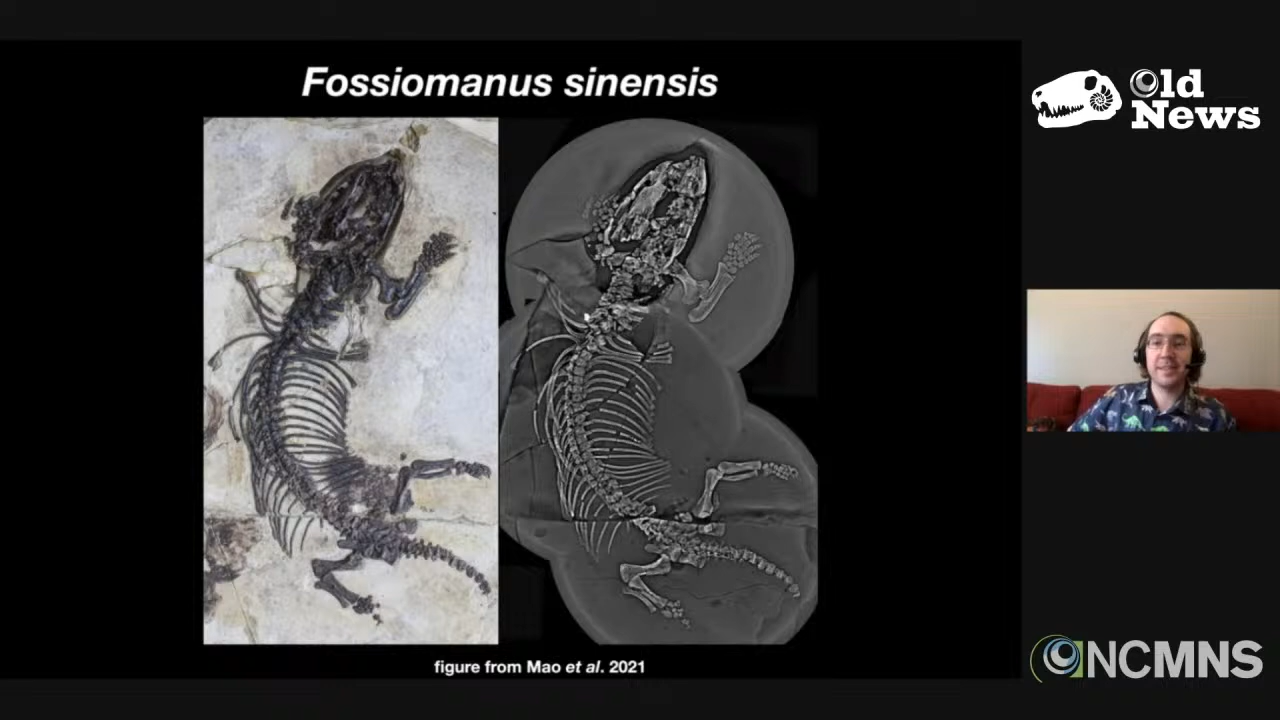 Fossiomanus sinensis
figure from Mao et al. 2021
Old
News
NCMNS